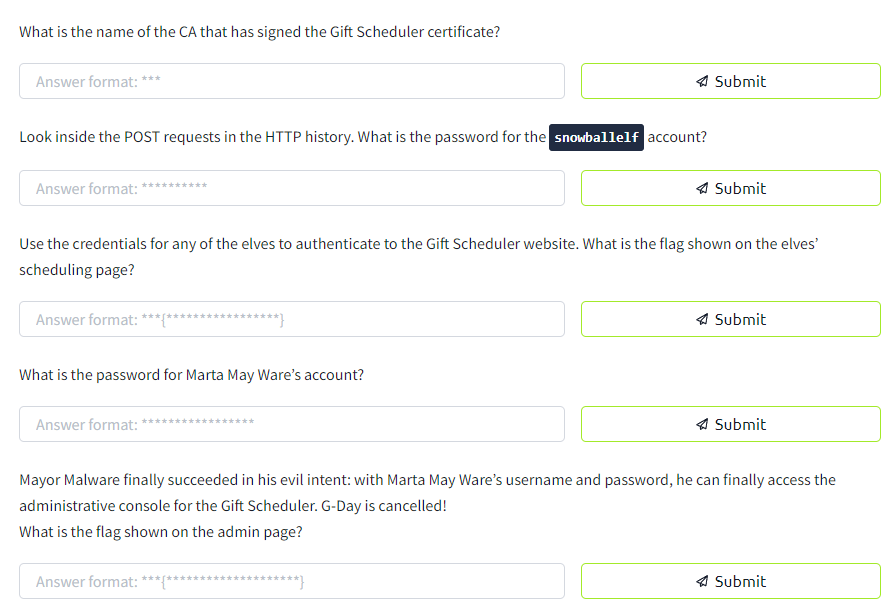 What is the name of the CA that has signed the Gift Scheduler certificate?
Answer format: ***
Submit
Look inside the POST requests in the HTTP history. What is the password for the snowballelf account?
Answer format: **********
Submit
Use the credentials for any of the elves to authenticate to the Gift Scheduler website. What is the flag shown on the elves’
scheduling page?
Answer format: ***{*****************}
Submit
What is the password for Marta May Ware’s account?
Answer format: *****************
Submit
Mayor Malware finally succeeded in his evil intent: with Marta May Ware’s username and password, he can finally access the
administrative console for the Gift Scheduler. G-Day is cancelled!
What is the flag shown on the admin page?
Answer format: ***{********************}
Submit